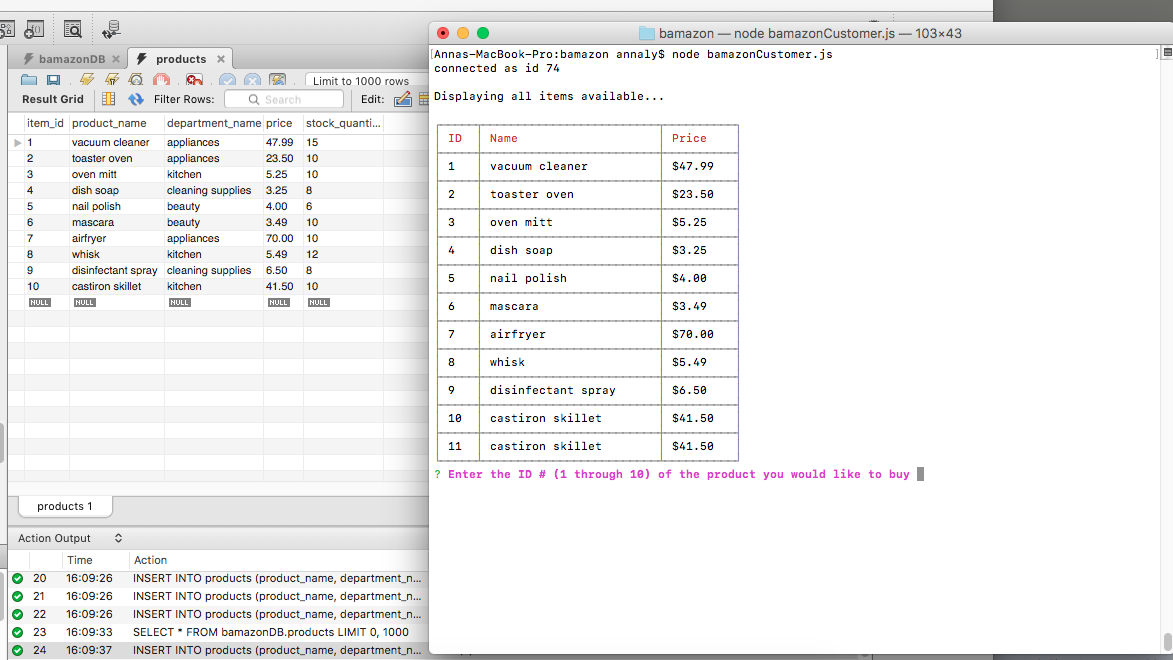 bamazonDB
products
Limit to 1000 rows
Result Grid Filter Rows: Search Edit:
item_id product_name department_name price stock_quanti...
1 vacuum cleaner appliances 47.99 15
2 toaster oven appliances 23.50 10
3 oven mitt kitchen 5.25 10
4 dish soap cleaning supplies 3.25 8
5 nail polish beauty 4.00 6
6 mascara beauty 3.49 10
7 airfryer appliances 70.00 10
8 whisk kitchen 5.49 12
9 disinfectant spray cleaning supplies 6.50 8
10 castiron skillet kitchen 41.50 10
NULL NULL NULL NULL NULL
products 1
Action Output
Time Action
20 16:09:26 INSERT INTO products (product_name, department_n...
21 16:09:26 INSERT INTO products (product_name, department_n...
22 16:09:26 INSERT INTO products (product_name, department_n...
23 16:09:33 SELECT * FROM bamazonDB.products LIMIT 0, 1000
24 16:09:37 INSERT INTO products (product_name, department_n...
bamazon — node bamazonCustomer.js — 103×43
[Annas-MacBook-Pro:bamazon annaly$ node bamazonCustomer.js ]
connected as id 74
Displaying all items available...
ID Name Price
1 vacuum cleaner $47.99
2 toaster oven $23.50
3 oven mitt $5.25
4 dish soap $3.25
5 nail polish $4.00
6 mascara $3.49
7 airfryer $70.00
8 whisk $5.49
9 disinfectant spray $6.50
10 castiron skillet $41.50
11 castiron skillet $41.50
? Enter the ID # (1 through 10) of the product you would like to buy